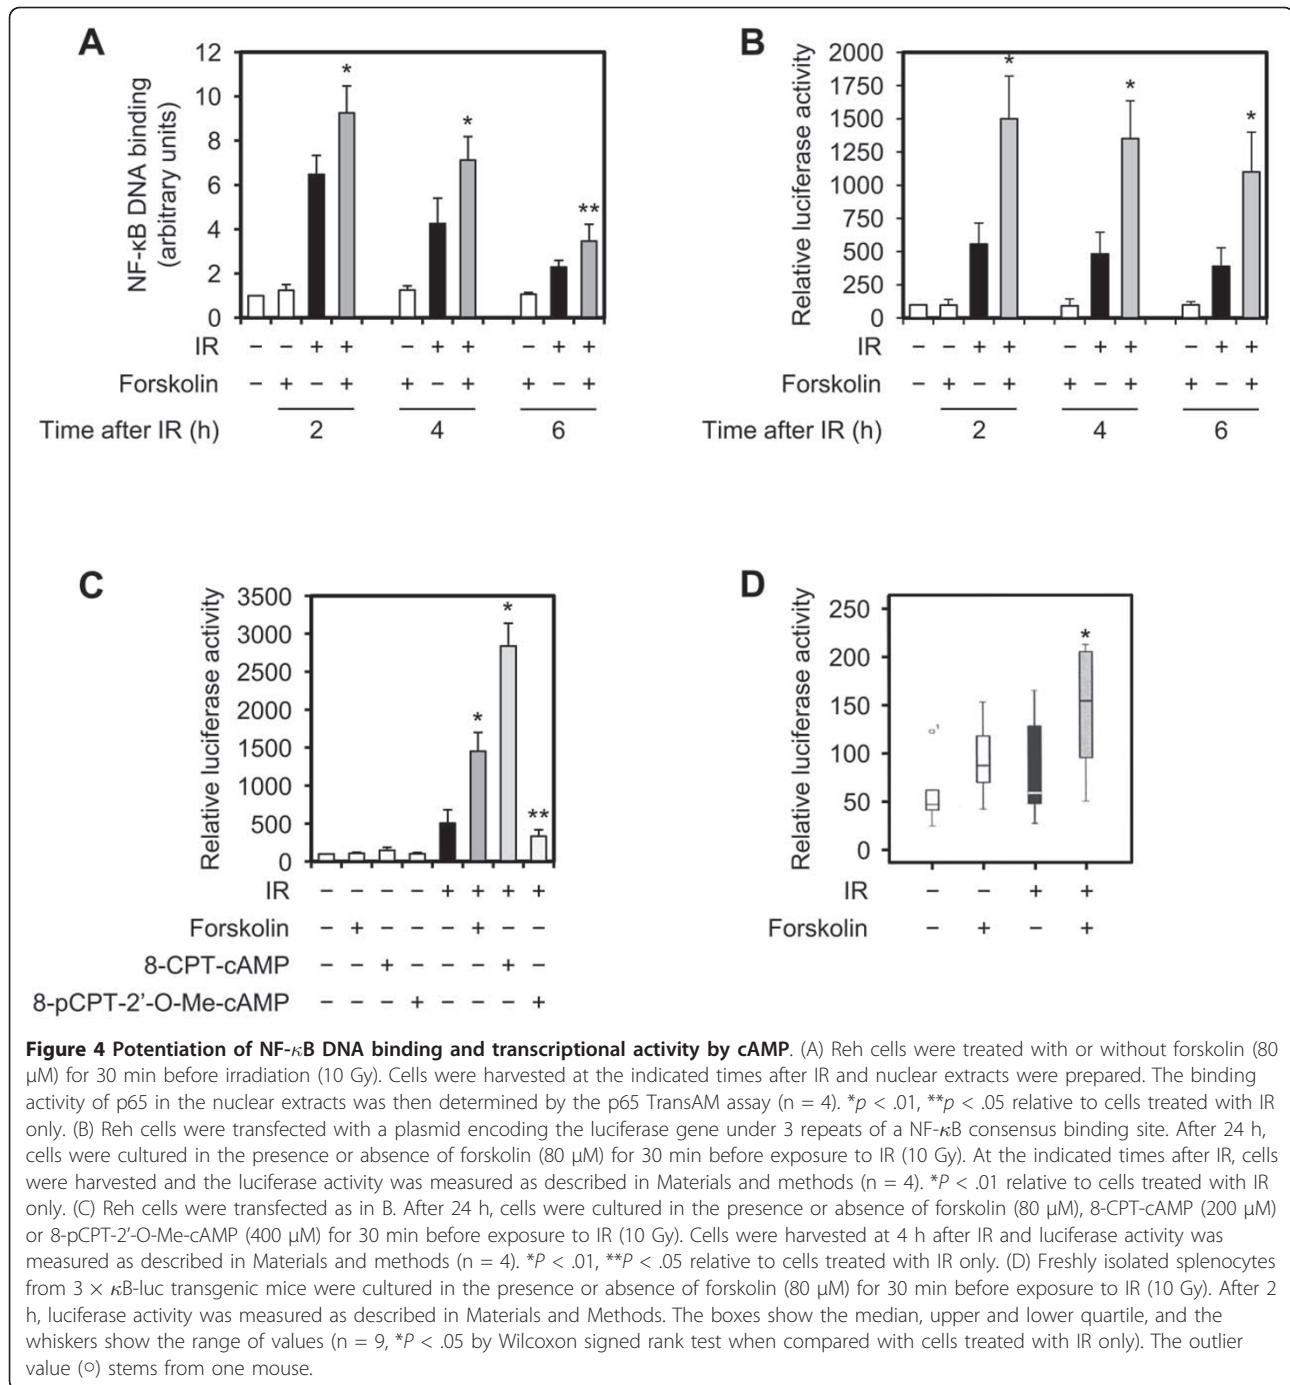 A
NF-κB DNA binding
(arbitrary units)
12
10
8
6
4
2
0
* * **
IR − − + + − + + − + +
Forskolin − + − + + − + + − +
Time after IR (h) 2 4 6
B
Relative luciferase activity
2000
1750
1500
1250
1000
750
500
250
0
* * *
IR − − + + − + + − + +
Forskolin − + − + + − + + − +
Time after IR (h) 2 4 6
C
Relative luciferase activity
3500
3000
2500
2000
1500
1000
500
0
* * **
IR − − − − + + + +
Forskolin − + − − − + − −
8-CPT-cAMP − − + − − − + −
8-pCPT-2’-O-Me-cAMP − − − + − − − +
D
Relative luciferase activity
250
200
150
100
50
0
*
IR − − + +
Forskolin − + − +
Figure 4 Potentiation of NF-κB DNA binding and transcriptional activity by cAMP. (A) Reh cells were treated with or without forskolin (80
μM) for 30 min before irradiation (10 Gy). Cells were harvested at the indicated times after IR and nuclear extracts were prepared. The binding
activity of p65 in the nuclear extracts was then determined by the p65 TransAM assay (n = 4). *p < .01, **p < .05 relative to cells treated with IR
only. (B) Reh cells were transfected with a plasmid encoding the luciferase gene under 3 repeats of a NF-κB consensus binding site. After 24 h,
cells were cultured in the presence or absence of forskolin (80 μM) for 30 min before exposure to IR (10 Gy). At the indicated times after IR, cells
were harvested and the luciferase activity was measured as described in Materials and methods (n = 4). *P < .01 relative to cells treated with IR
only. (C) Reh cells were transfected as in B. After 24 h, cells were cultured in the presence or absence of forskolin (80 μM), 8-CPT-cAMP (200 μM)
or 8-pCPT-2’-O-Me-cAMP (400 μM) for 30 min before exposure to IR (10 Gy). Cells were harvested at 4 h after IR and luciferase activity was
measured as described in Materials and methods (n = 4). *P < .01, **P < .05 relative to cells treated with IR only. (D) Freshly isolated splenocytes
from 3 × κB-luc transgenic mice were cultured in the presence or absence of forskolin (80 μM) for 30 min before exposure to IR (10 Gy). After 2
h, luciferase activity was measured as described in Materials and Methods. The boxes show the median, upper and lower quartile, and the
whiskers show the range of values (n = 9, *P < .05 by Wilcoxon signed rank test when compared with cells treated with IR only). The outlier
value (○) stems from one mouse.